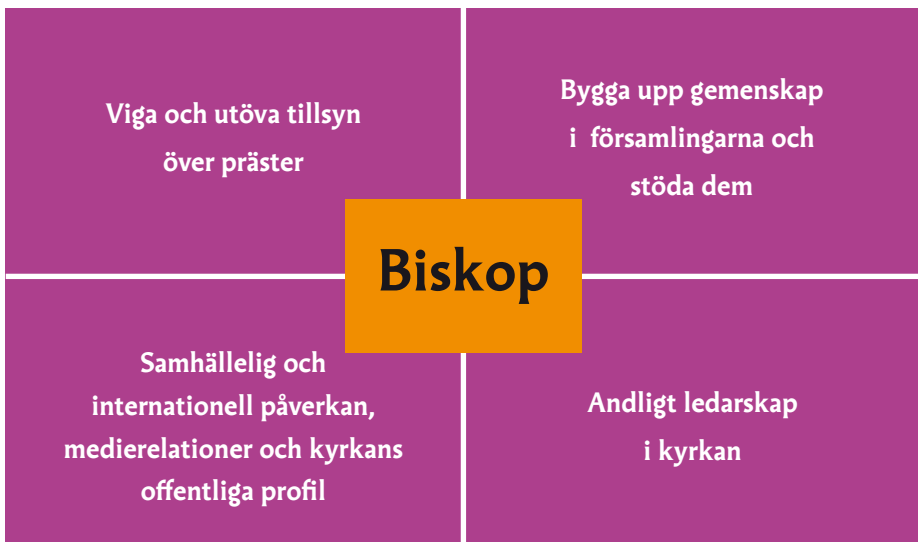 Viga och utöva tillsyn
över präster
Bygga upp gemenskap
i församlingarna och
stöda dem
Biskop
Samhällelig och
internationell påverkan,
medierelationer och kyrkans
offentliga profil
Andligt ledarskap
i kyrkan